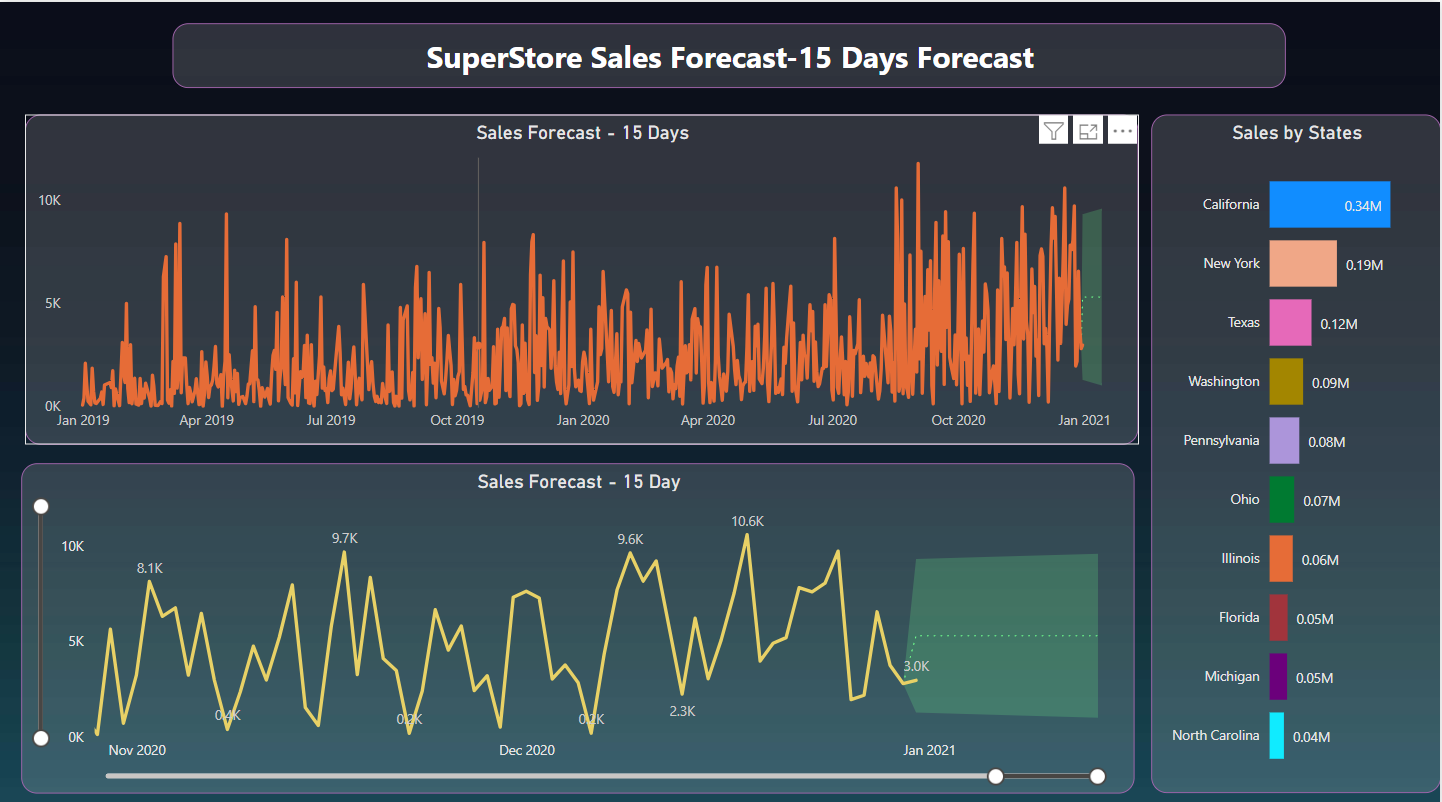 SuperStore Sales Forecast-15 Days Forecast
Sales Forecast - 15 Days
10K
5K
0K
Jan 2019 Apr 2019 Jul 2019 Oct 2019 Jan 2020 Apr 2020 Jul 2020 Oct 2020 Jan 2021
Sales Forecast - 15 Day
10.6K
9.7K 9.6K
10K
8.1K
5K
3.0K
2.3K
0.4K 0.2K 0.2K
0K
Nov 2020 Dec 2020 Jan 2021
Sales by States
California 0.34M
New York 0.19M
Texas 0.12M
Washington 0.09M
Pennsylvania 0.08M
Ohio 0.07M
Illinois 0.06M
Florida 0.05M
Michigan 0.05M
North Carolina 0.04M